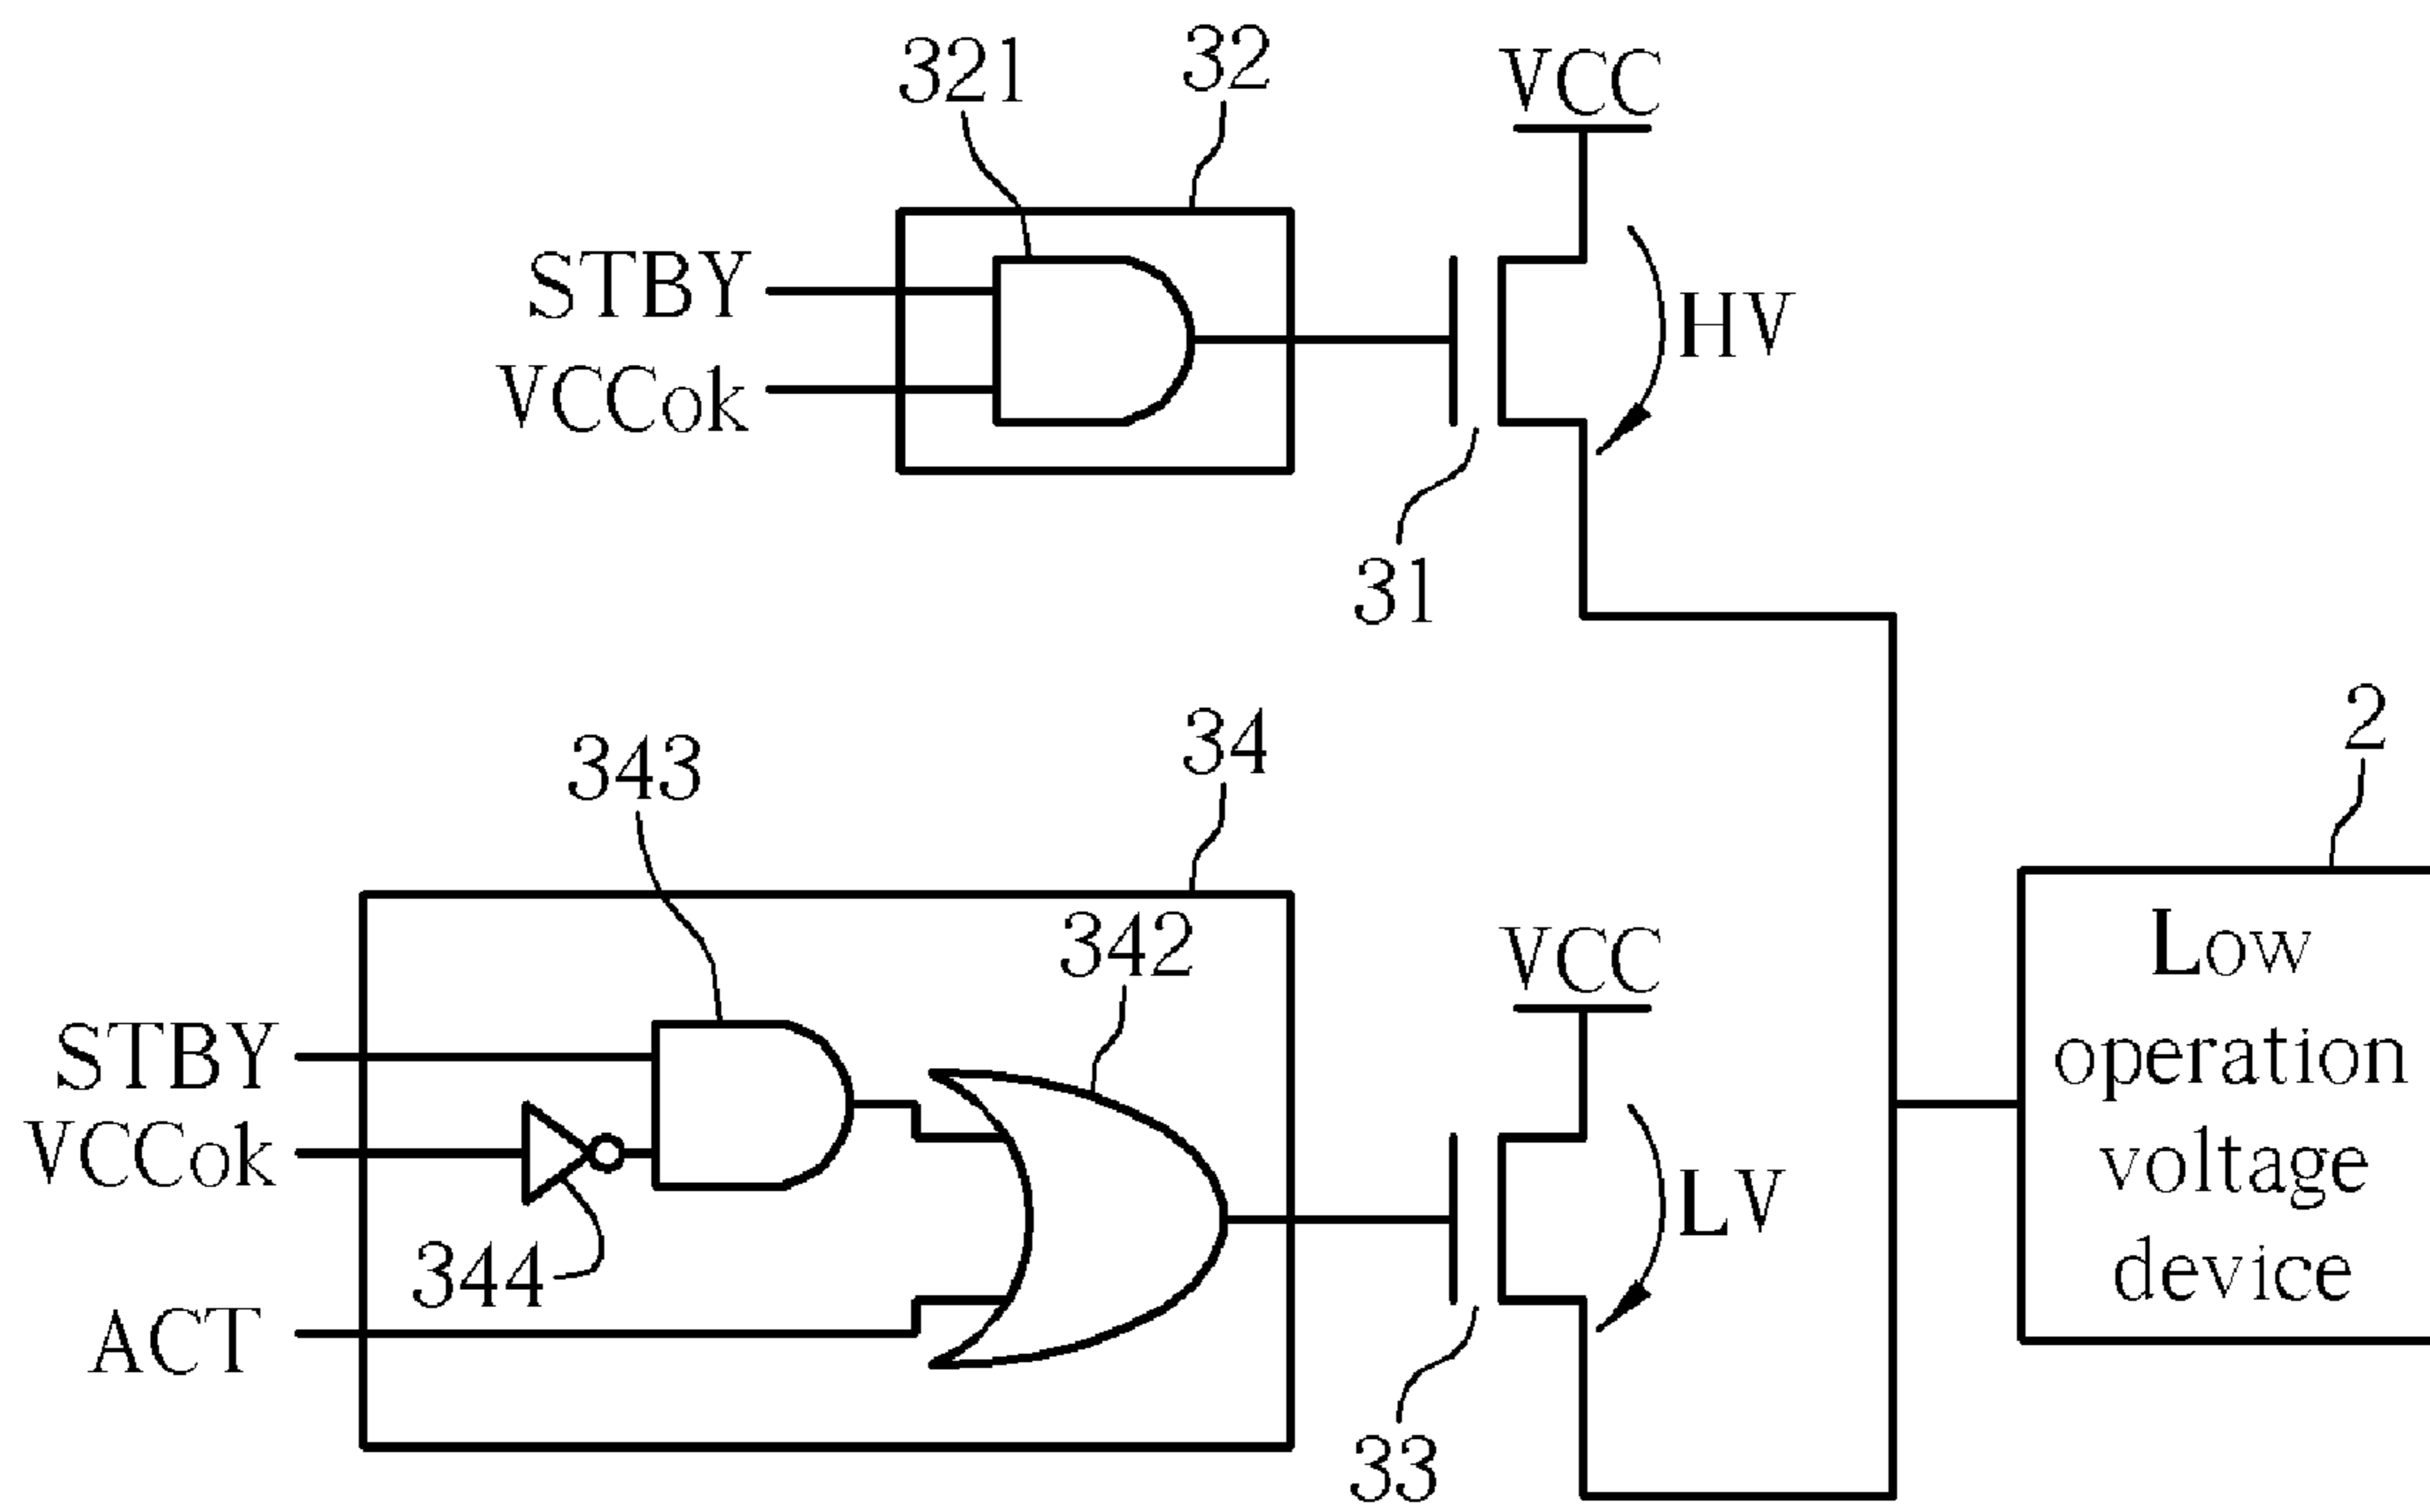 321
32
VCC
STBY
VCCok
HV
31
2
343
34
342
VCC
STBY
VCCok
344
ACT
LV
33
Low
operation
voltage
device